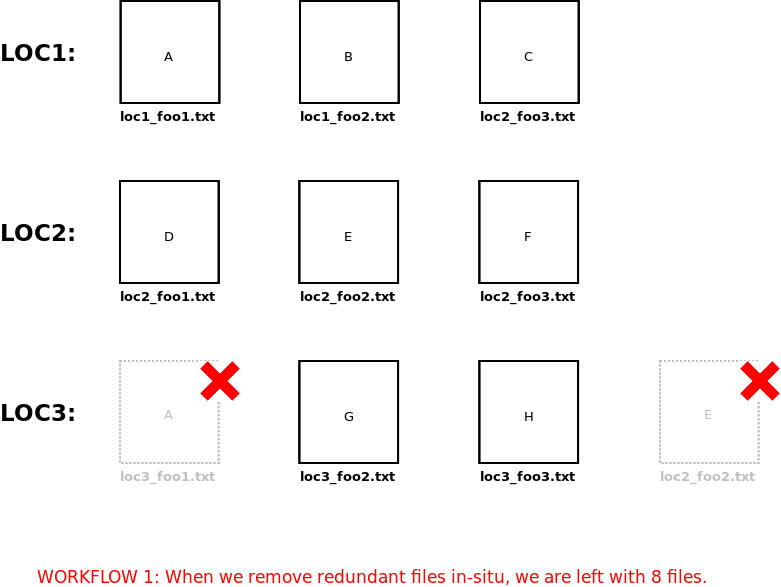 LOC1:
A
B
C
loc1_foo1.txt
loc1_foo2.txt
loc2_foo3.txt
LOC2:
D
E
F
loc2_foo1.txt
loc2_foo2.txt
loc2_foo3.txt
LOC3:
A
G
H
E
loc3_foo1.txt
loc3_foo2.txt
loc3_foo3.txt
loc2_foo2.txt
WORKFLOW 1: When we remove redundant files in-situ, we are left with 8 files.